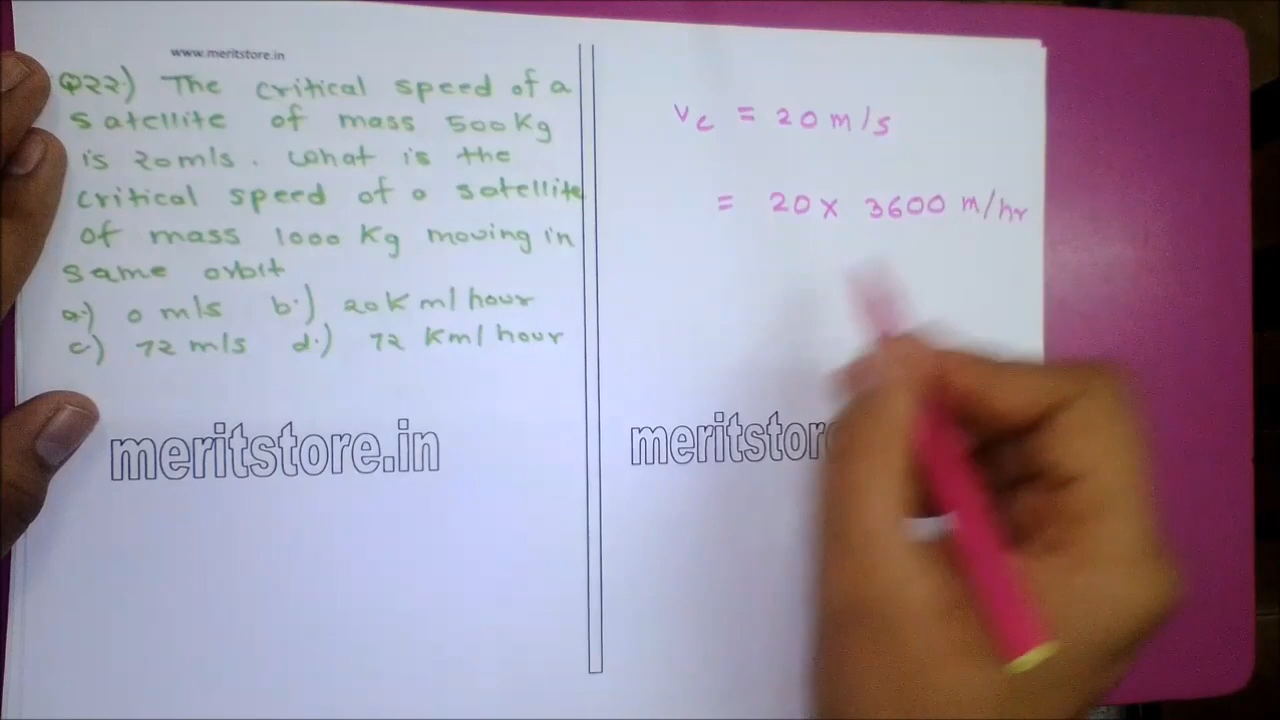 www.meritstore.in
Q22) The critical speed of a
satellite of mass 500Kg
is 20m/s. What is the
critical speed of a satellite
of mass 1000 Kg moving in
same orbit
a.) 0 m/s b.) 20Km/hour
c) 72 m/s d.) 72 Km/hour
meritstore.in
Vc = 20m/s
= 20 x 3600 m/hr
meritstor